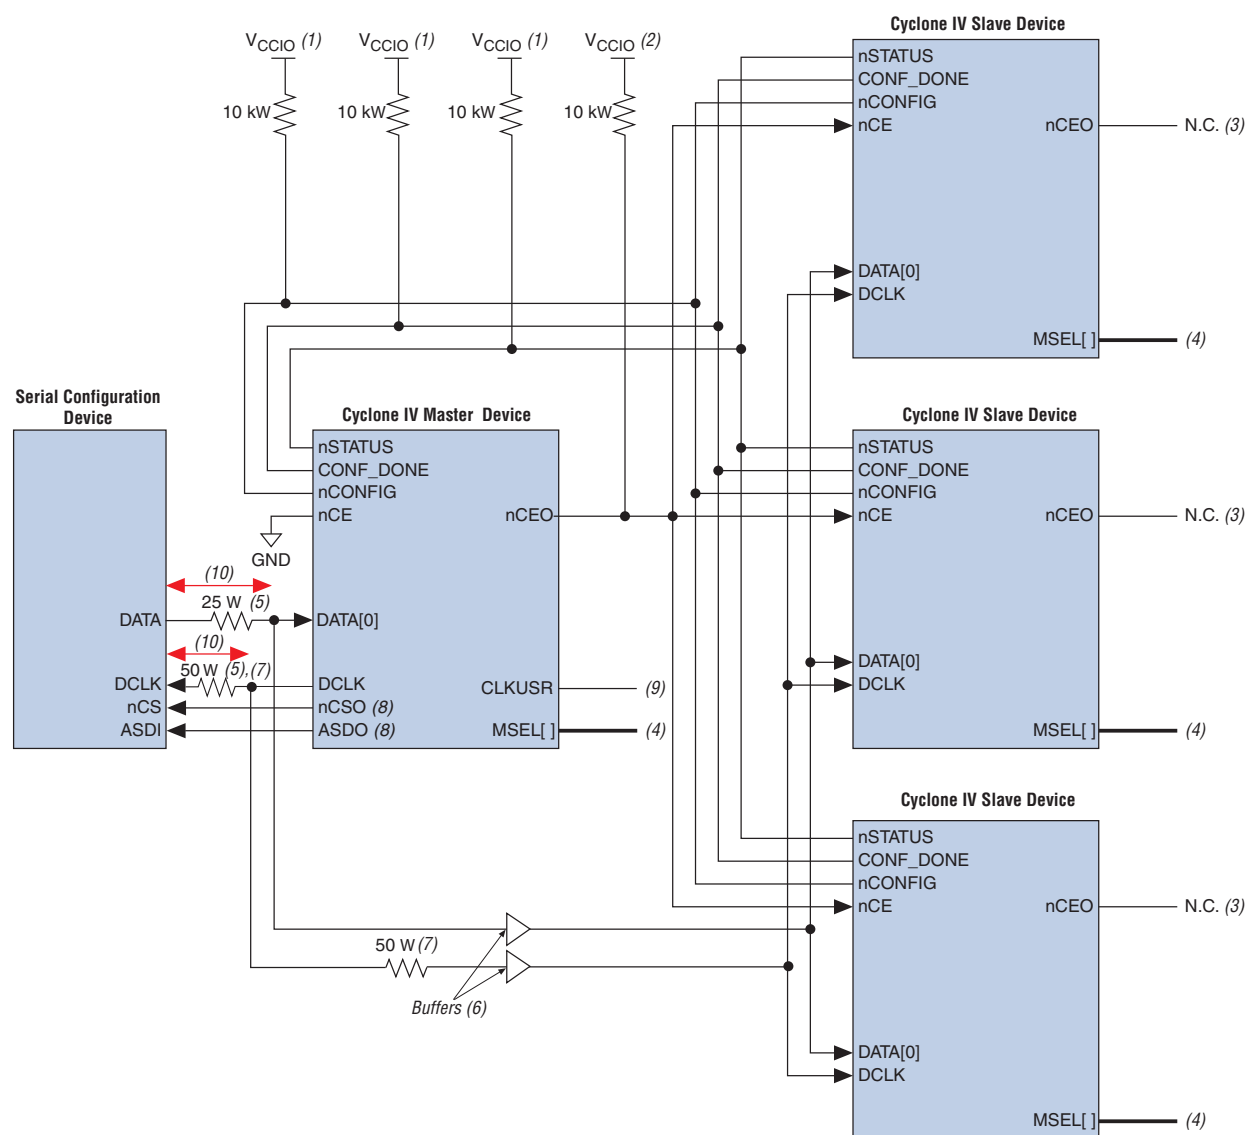 Cyclone IV Slave Device
VCCIO (1)
VCCIO (1)
VCCIO (1)
VCCIO (2)
10 kW
10 kW
10 kW
10 kW
nSTATUS
CONF_DONE
nCONFIG
nCE
nCEO
N.C. (3)
DATA[0]
DCLK
MSEL[ ]
(4)
Serial Configuration
Device
DATA
DCLK
nCS
ASDI
Cyclone IV Master Device
nSTATUS
CONF_DONE
nCONFIG
nCE
nCEO
GND
(10)
25 W (5)
DATA[0]
(10)
50 W (5),(7)
DCLK
nCSO (8)
ASDO (8)
CLKUSR
(9)
MSEL[ ]
(4)
Cyclone IV Slave Device
nSTATUS
CONF_DONE
nCONFIG
nCE
nCEO
N.C. (3)
DATA[0]
DCLK
MSEL[ ]
(4)
Cyclone IV Slave Device
nSTATUS
CONF_DONE
nCONFIG
nCE
nCEO
N.C. (3)
50 W (7)
Buffers (6)
DATA[0]
DCLK
MSEL[ ]
(4)